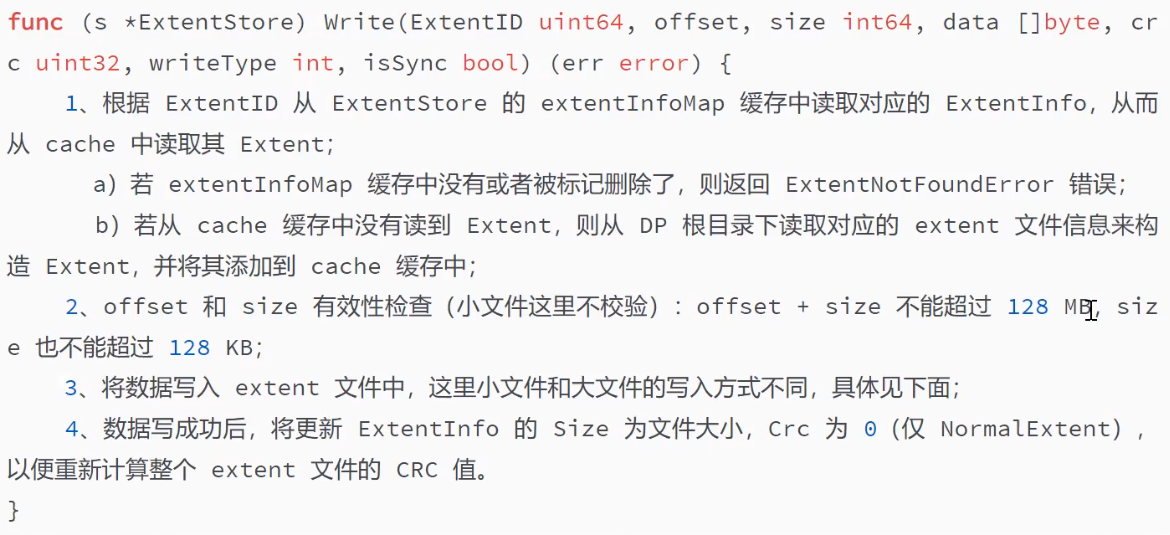 func (s *ExtentStore) Write(ExtentID uint64, offset, size int64, data []byte, cr
c uint32, writeType int, isSync bool) (err error) {
1、根据 ExtentID 从 ExtentStore 的 extentInfoMap 缓存中读取对应的 ExtentInfo，从而
从 cache 中读取其 Extent；
a）若 extentInfoMap 缓存中没有或者被标记删除了，则返回 ExtentNotFoundError 错误；
b）若从 cache 缓存中没有读到 Extent，则从 DP 根目录下读取对应的 extent 文件信息来构
造 Extent，并将其添加到 cache 缓存中；
2、offset 和 size 有效性检查（小文件这里不校验）：offset + size 不能超过 128 MB，siz
e 也不能超过 128 KB；
3、将数据写入 extent 文件中，这里小文件和大文件的写入方式不同，具体见下面；
4、数据写成功后，将更新 ExtentInfo 的 Size 为文件大小，Crc 为 0（仅 NormalExtent），
以便重新计算整个 extent 文件的 CRC 值。
}